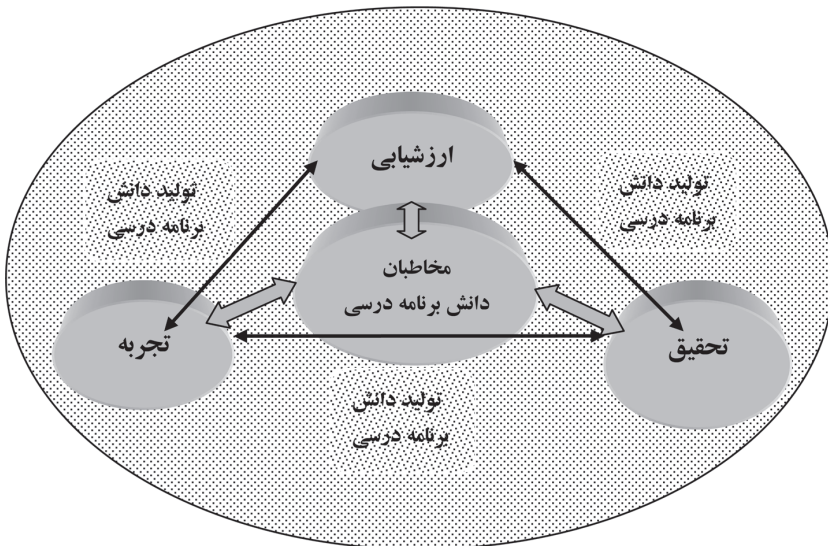 ارزشیابی
تولید دانش
برنامه درسی
تولید دانش
برنامه درسی
مخاطبان
دانش برنامه درسی
تحقیق
تجربه
تولید دانش
برنامه درسی